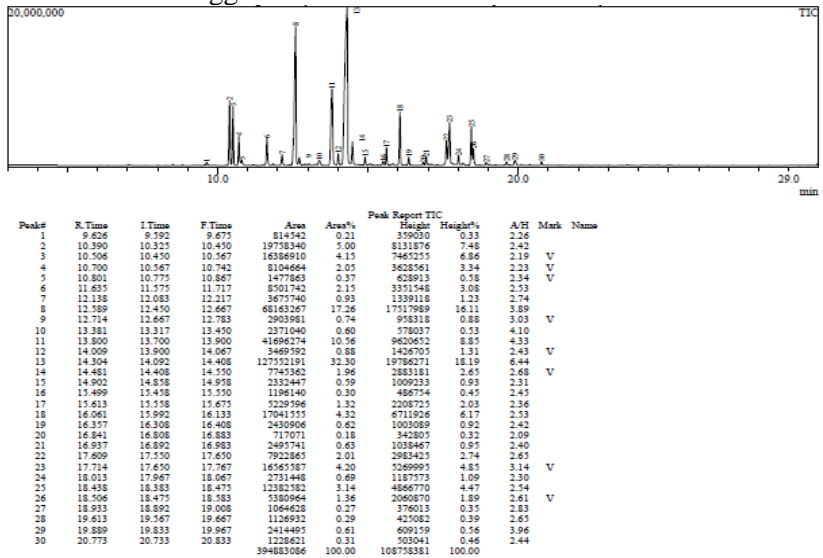 20,000,000
TIC
10.0
20.0
29.0
min
Peak Report TIC
Peak# R.Time I.Time F.Time Area Area% Height Height% A/H Mark Name
1 9.626 9.592 9.675 814542 0.21 359030 0.33 2.26
2 10.390 10.325 10.450 19758340 5.00 8131876 7.48 2.42
3 10.506 10.450 10.567 16386910 4.15 7465255 6.86 2.19 V
4 10.700 10.567 10.742 8104664 2.05 3628561 3.34 2.23 V
5 10.801 10.775 10.867 1477863 0.37 628913 0.58 2.34 V
6 11.635 11.575 11.717 8501742 2.15 3351548 3.08 2.53
7 12.138 12.083 12.217 3675740 0.93 1339118 1.23 2.74
8 12.589 12.450 12.667 68163267 17.26 17517989 16.11 3.89
9 12.714 12.667 12.783 2903981 0.74 958318 0.88 3.03 V
10 13.381 13.317 13.450 2371040 0.60 578037 0.53 4.10
11 13.800 13.700 13.900 41696274 10.56 9620652 8.85 4.33
12 14.009 13.900 14.067 3469592 0.88 1426705 1.31 2.43 V
13 14.304 14.092 14.408 127552191 32.30 19786271 18.19 6.44
14 14.481 14.408 14.550 7745362 1.96 2883181 2.65 2.68 V
15 14.902 14.858 14.958 2332447 0.59 1009233 0.93 2.31
16 15.499 15.458 15.550 1196140 0.30 486754 0.45 2.45
17 15.613 15.558 15.675 5229596 1.32 2208725 2.03 2.36
18 16.061 15.992 16.133 17041555 4.32 6711926 6.17 2.53
19 16.357 16.308 16.408 2430906 0.62 1003089 0.92 2.42
20 16.841 16.808 16.883 717071 0.18 342805 0.32 2.09
21 16.937 16.892 16.983 2495741 0.63 1038467 0.95 2.40
22 17.609 17.550 17.650 7922865 2.01 2983425 2.74 2.65
23 17.714 17.650 17.767 16565587 4.20 5269995 4.85 3.14 V
24 18.013 17.967 18.067 2731448 0.69 1187573 1.09 2.30
25 18.438 18.383 18.475 12382582 3.14 4866770 4.47 2.54
26 18.506 18.475 18.583 5380964 1.36 2060870 1.89 2.61 V
27 18.933 18.892 19.008 1064628 0.27 376013 0.35 2.83
28 19.613 19.567 19.667 1126932 0.29 425082 0.39 2.65
29 19.889 19.833 19.967 2414495 0.61 609159 0.56 3.96
30 20.773 20.733 20.833 1228621 0.31 503041 0.46 2.44
394883086 100.00 108758381 100.00